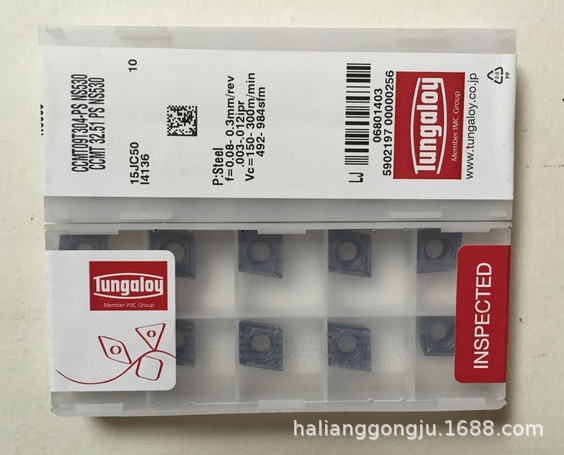 CCMT09T304-PS NS530
CCMT 32.51 PS NS530
10
15JC50
I4136
P:Steel
f=0.08- 0.3mm/rev
.003-.012ipr
Vc=150- 300m/min
492- 984sfm
LJ
06801403
5902197 00000256
Tungaloy
Member IMC Group
www.tungaloy.co.jp
PP
Tungaloy
Member IMC Group
INSPECTED
halianggongju.1688.com